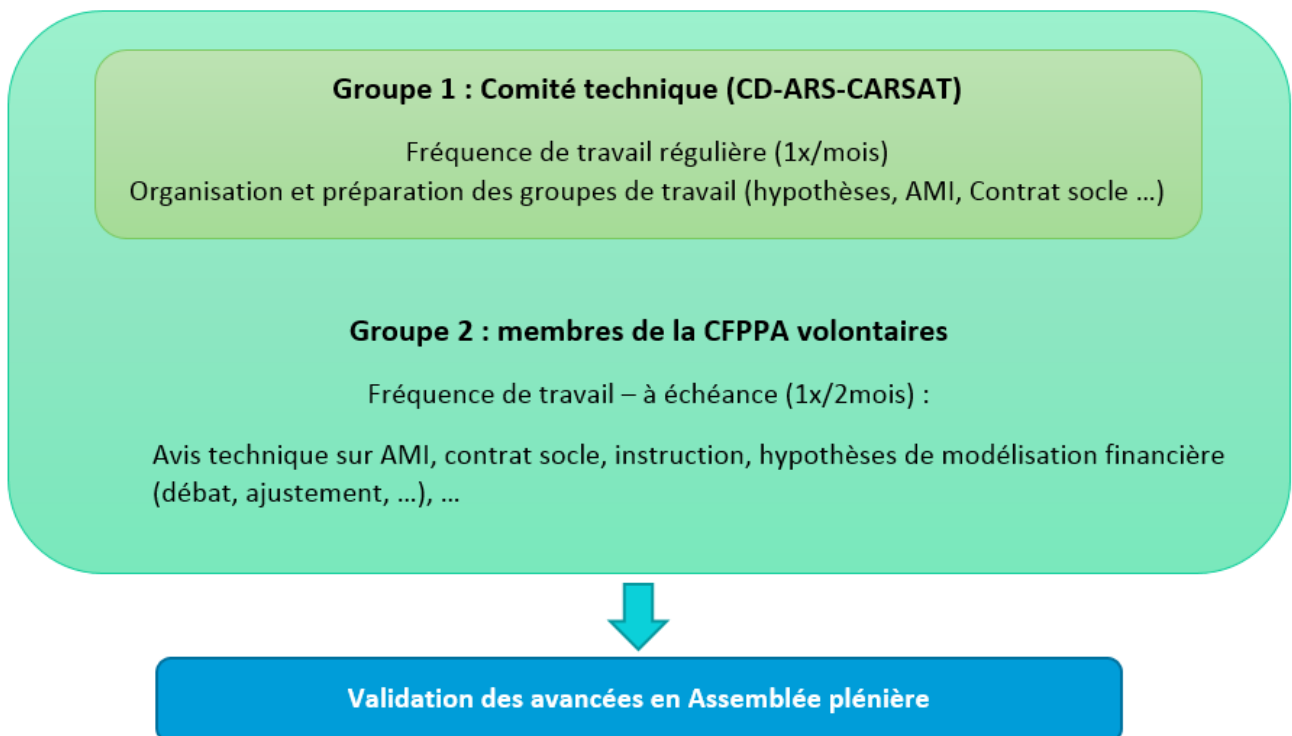 Groupe 1 : Comité technique (CD-ARS-CARSAT)
Fréquence de travail régulière (1x/mois)
Organisation et préparation des groupes de travail (hypothèses, AMI, Contrat socle ...)
Groupe 2 : membres de la CFPPA volontaires
Fréquence de travail – à échéance (1x/2mois) :
Avis technique sur AMI, contrat socle, instruction, hypothèses de modélisation financière
(débat, ajustement, ...), ...
Validation des avancées en Assemblée plénière